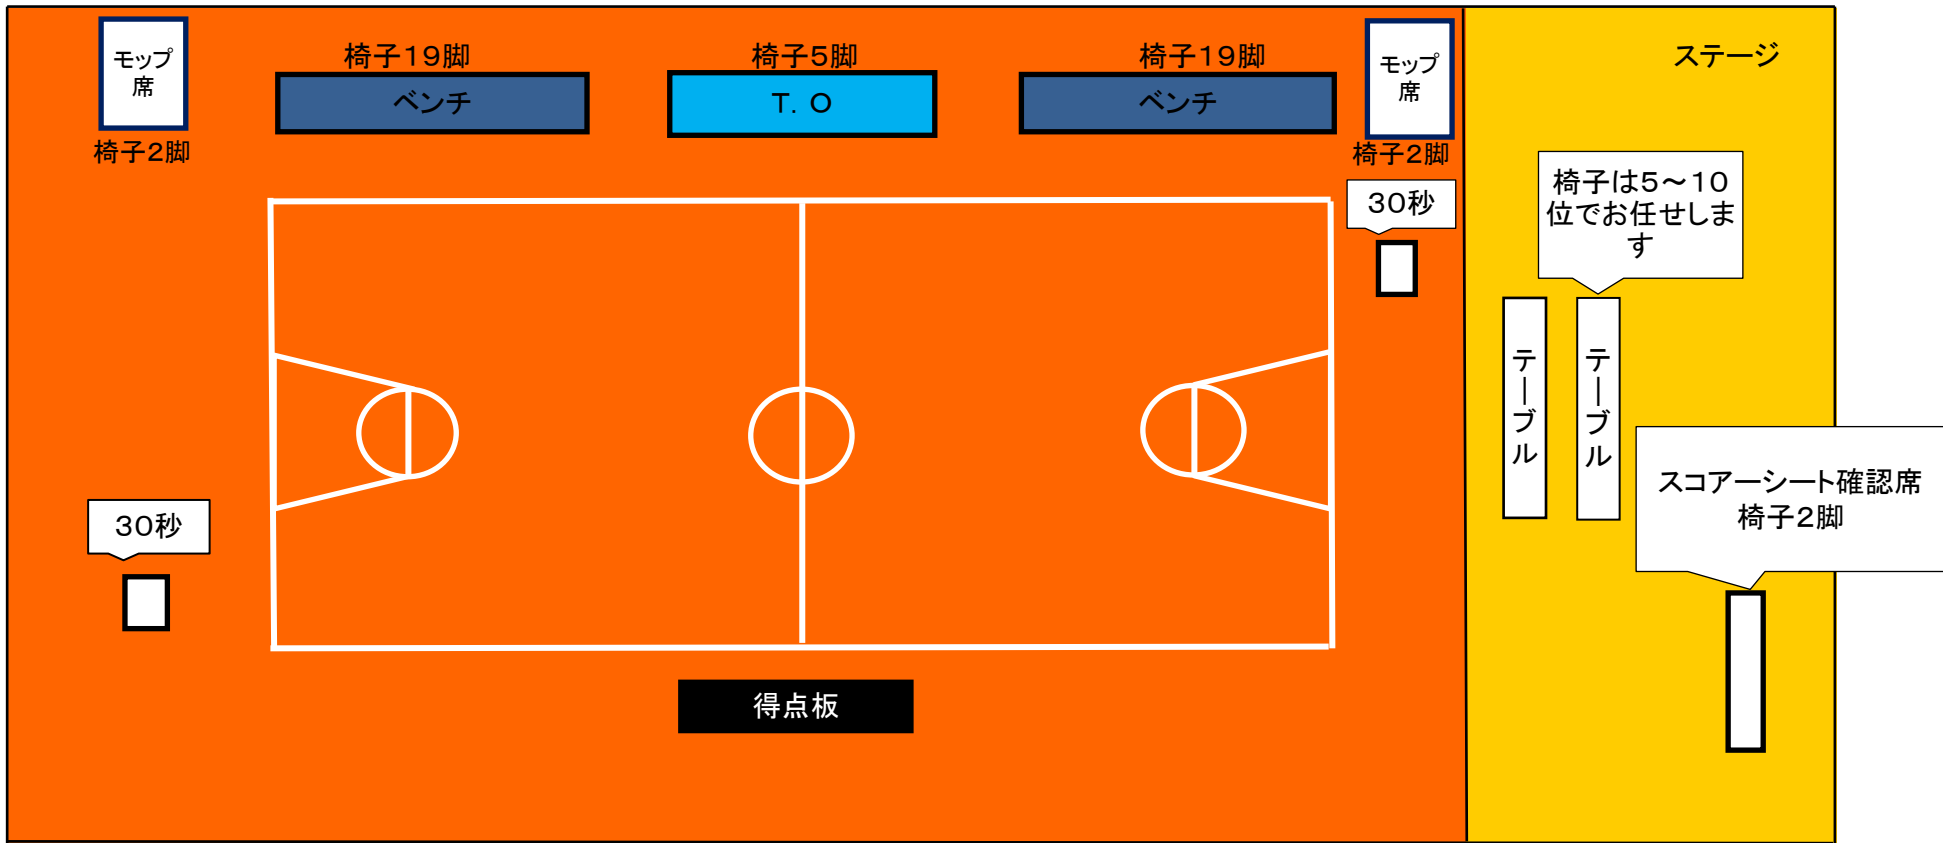 モップ
席
椅子2脚
椅子19脚
ベンチ
椅子5脚
T．O
椅子19脚
ベンチ
モップ
席
椅子2脚
ステージ
30秒
椅子は5～10
位でお任せしま
す
テーブル
テーブル
スコアーシート確認席
椅子2脚
30秒
得点板